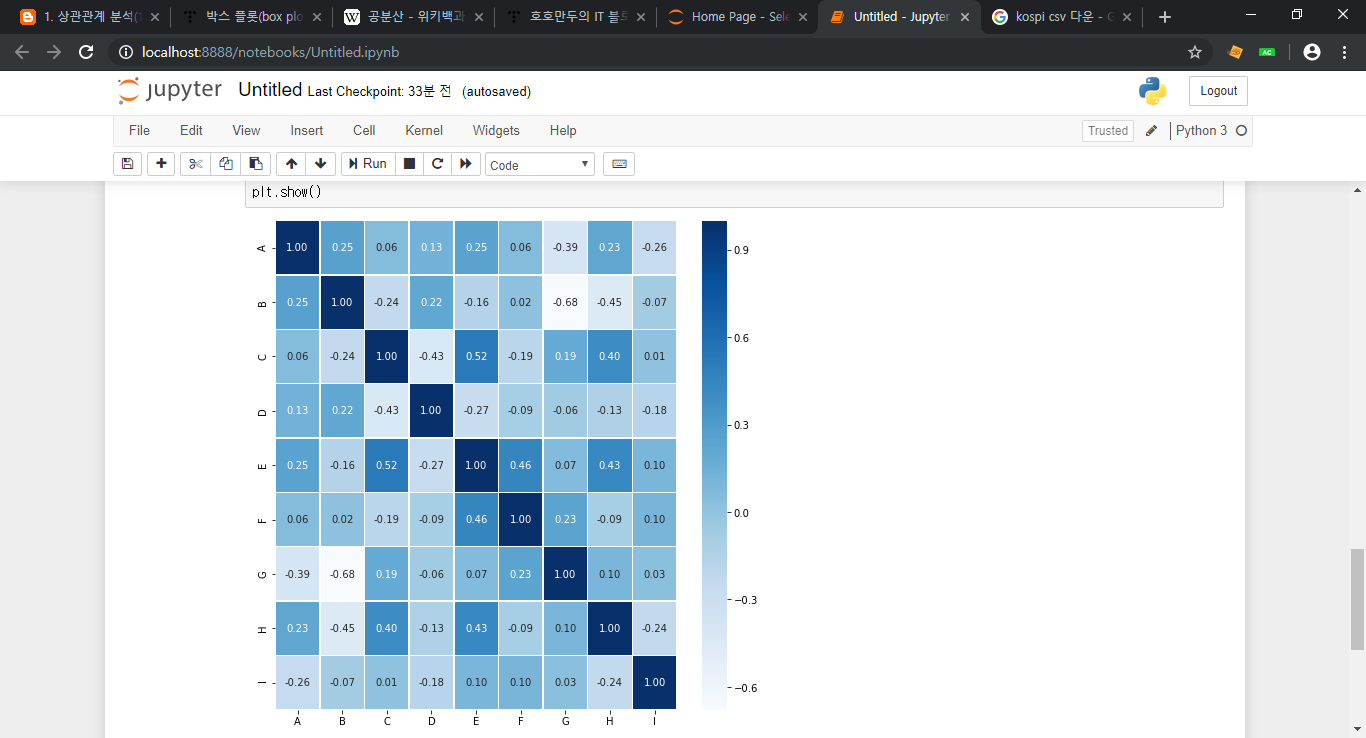 1. 상관관계 분석(
박스 플롯(box plo
공분산 - 위키백과
호호만두의 IT 블로
Home Page - Sele
Untitled - Jupyter
kospi csv 다운 - G
localhost:8888/notebooks/Untitled.ipynb
AC
jupyter Untitled Last Checkpoint: 33분 전 (autosaved)
Logout
File Edit View Insert Cell Kernel Widgets Help
Trusted Python 3
Run Code
plt.show()
A 1.00 0.25 0.06 0.13 0.25 0.06 -0.39 0.23 -0.26
B 0.25 1.00 -0.24 0.22 -0.16 0.02 -0.68 -0.45 -0.07
C 0.06 -0.24 1.00 -0.43 0.52 -0.19 0.19 0.40 0.01
D 0.13 0.22 -0.43 1.00 -0.27 -0.09 -0.06 -0.13 -0.18
E 0.25 -0.16 0.52 -0.27 1.00 0.46 0.07 0.43 0.10
F 0.06 0.02 -0.19 -0.09 0.46 1.00 0.23 -0.09 0.10
G -0.39 -0.68 0.19 -0.06 0.07 0.23 1.00 0.10 0.03
H 0.23 -0.45 0.40 -0.13 0.43 -0.09 0.10 1.00 -0.24
I -0.26 -0.07 0.01 -0.18 0.10 0.10 0.03 -0.24 1.00
A B C D E F G H I
0.9
0.6
0.3
0.0
−0.3
−0.6